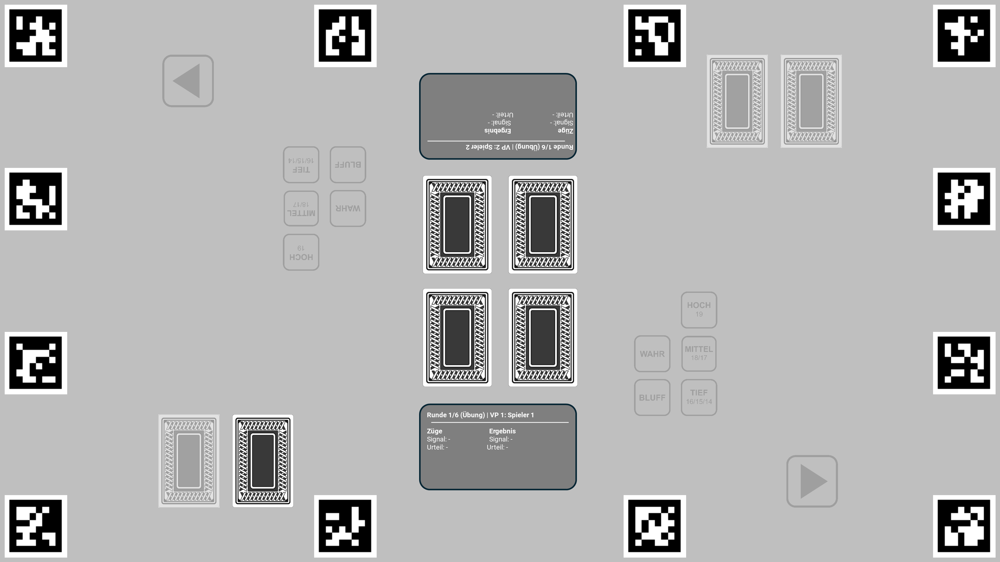 Runde 1/6 (Übung) | VP 2: Spieler 2
Züge Ergebnis
Signal: - Signal: -
Urteil: - Urteil: -
BLUFF
TIEF
16/15/14
WAHR
MITTEL
18/17
HOCH
19
HOCH
19
WAHR
MITTEL
18/17
BLUFF
TIEF
16/15/14
Runde 1/6 (Übung) | VP 1: Spieler 1
Züge Ergebnis
Signal: - Signal: -
Urteil: - Urteil: -